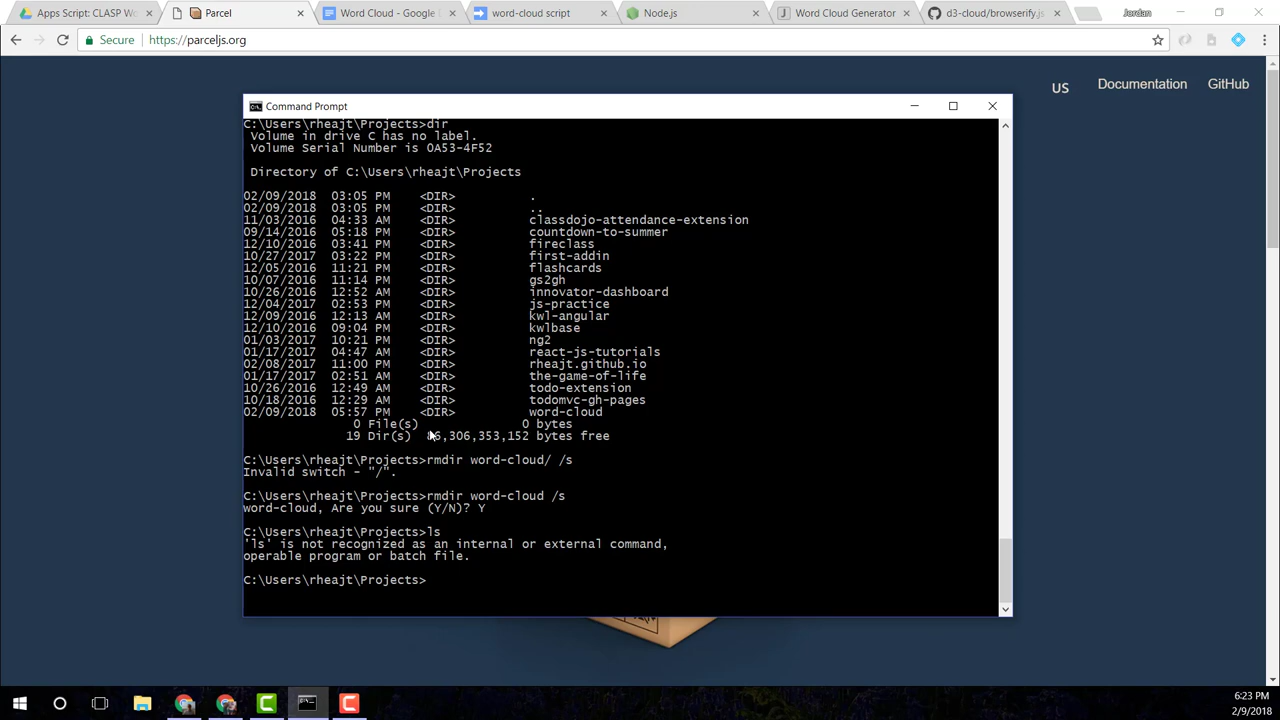 Apps Script: CLASP Wo
Parcel
Word Cloud - Google
word-cloud script
Node.js
Word Cloud Generator
d3-cloud/browserify.js
Jordan
Secure
https://parceljs.org
US
Documentation
GitHub
Command Prompt
C:\Users\rheajt\Projects>dir
Volume in drive C has no label.
Volume Serial Number is 0A53-4F52
Directory of C:\Users\rheajt\Projects
02/09/2018 03:05 PM <DIR> .
02/09/2018 03:05 PM <DIR> ..
11/03/2016 04:33 AM <DIR> classdojo-attendance-extension
09/14/2016 05:18 PM <DIR> countdown-to-summer
12/10/2016 03:41 PM <DIR> fireclass
10/27/2017 03:22 PM <DIR> first-addin
12/05/2016 11:21 PM <DIR> flashcards
10/07/2016 11:14 PM <DIR> gs2gh
10/26/2016 12:52 AM <DIR> innovator-dashboard
12/04/2017 02:53 PM <DIR> js-practice
12/09/2016 12:13 AM <DIR> kwl-angular
12/10/2016 09:04 PM <DIR> kwlbase
01/03/2017 10:21 PM <DIR> ng2
01/17/2017 04:47 AM <DIR> react-js-tutorials
02/08/2017 11:00 PM <DIR> rheajt.github.io
01/17/2017 02:51 AM <DIR> the-game-of-life
10/26/2016 12:49 AM <DIR> todo-extension
10/18/2016 12:29 AM <DIR> todomvc-gh-pages
02/09/2018 05:57 PM <DIR> word-cloud
0 File(s) 0 bytes
19 Dir(s) bytes free
C:\Users\rheajt\Projects>rmdir word-cloud/ /s
Invalid switch - "/".
C:\Users\rheajt\Projects>rmdir word-cloud /s
word-cloud, Are you sure (Y/N)? Y
C:\Users\rheajt\Projects>ls
'ls' is not recognized as an internal or external command,
operable program or batch file.
C:\Users\rheajt\Projects>
6:23 PM
2/9/2018